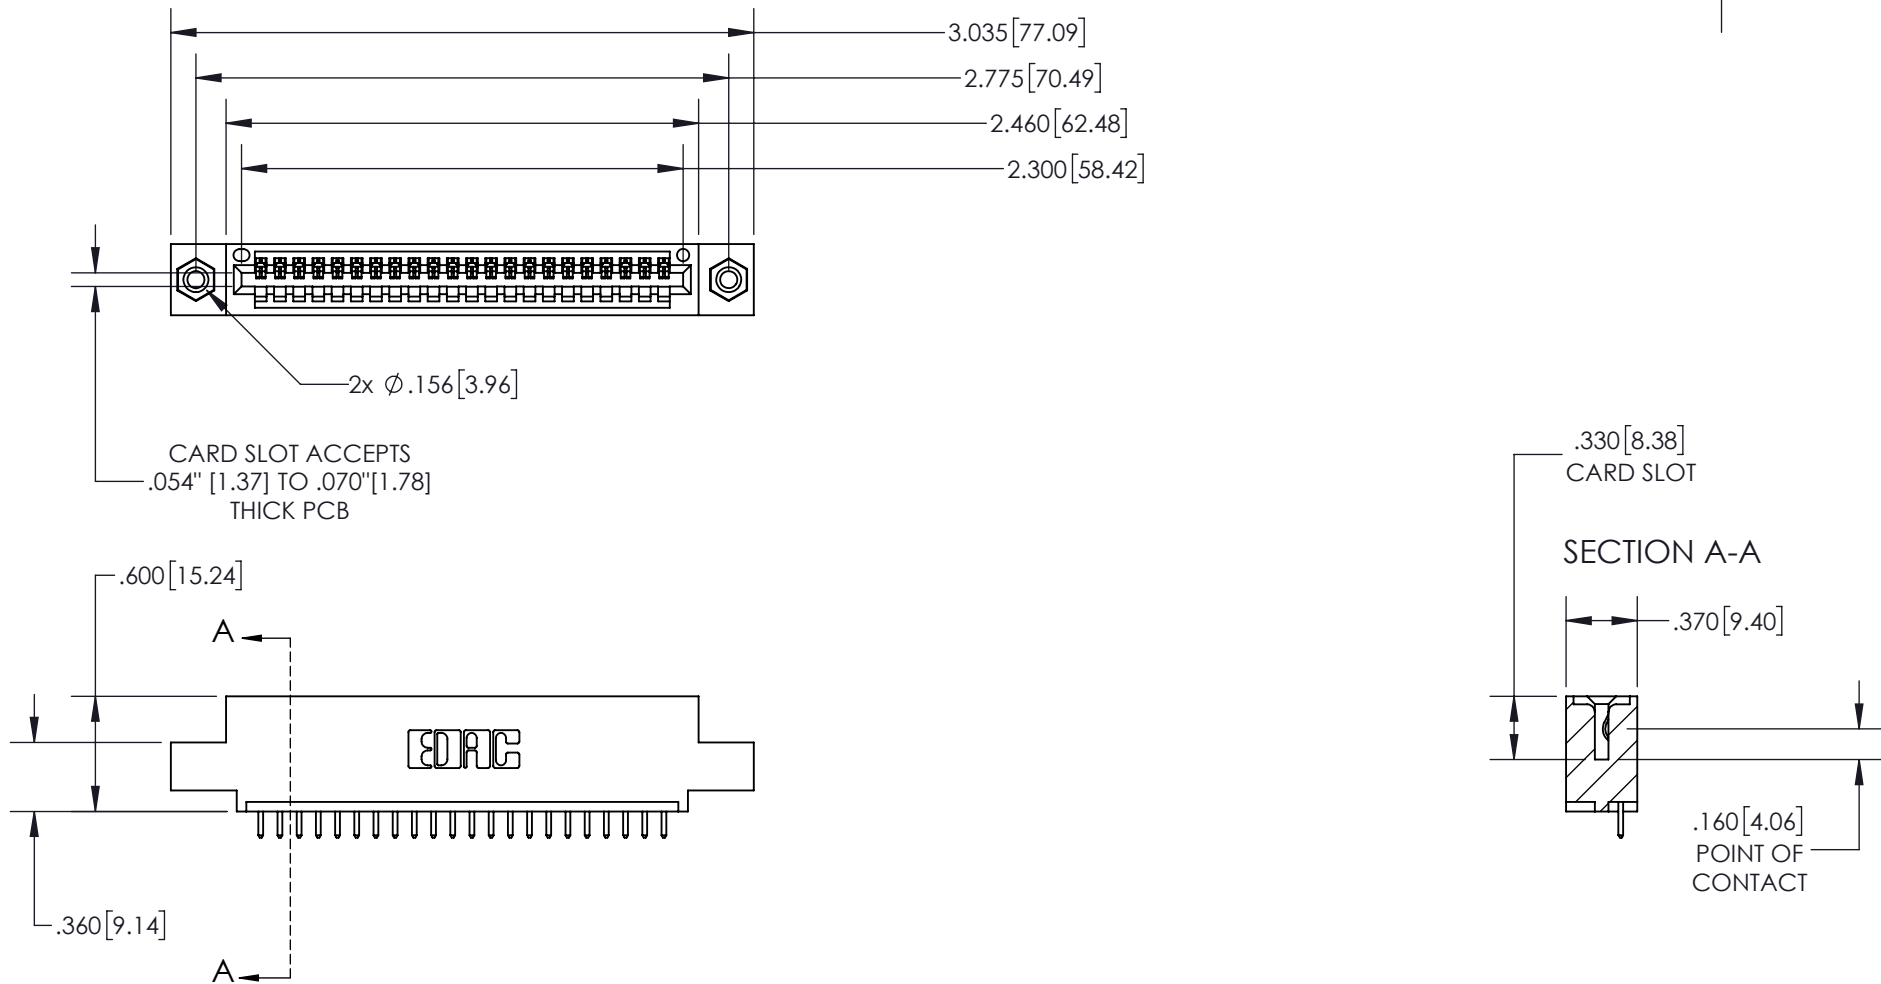 3.035[77.09]
2.775[70.49]
2.460[62.48]
2.300[58.42]
2x Ø.156[3.96]
CARD SLOT ACCEPTS
.054" [1.37] TO .070"[1.78]
THICK PCB
.330[8.38]
CARD SLOT
SECTION A-A
.600[15.24]
.370[9.40]
A
EDAC
.160[4.06]
POINT OF
CONTACT
.360[9.14]
A